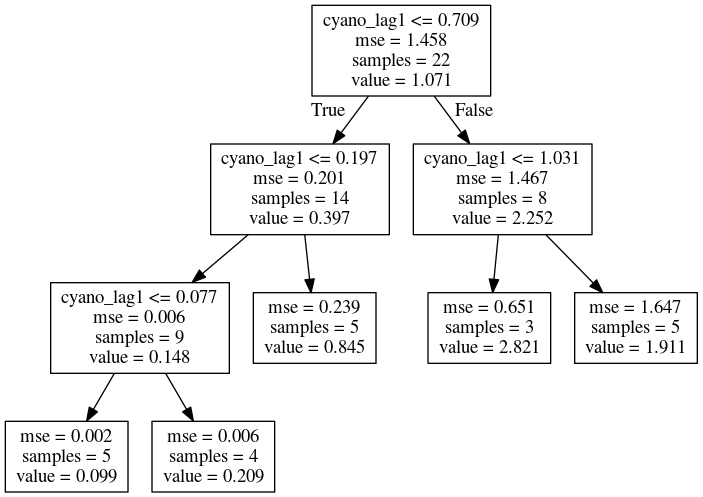 cyano_lag1 <= 0.709
mse = 1.458
samples = 22
value = 1.071
True
False
cyano_lag1 <= 0.197
mse = 0.201
samples = 14
value = 0.397
cyano_lag1 <= 1.031
mse = 1.467
samples = 8
value = 2.252
cyano_lag1 <= 0.077
mse = 0.006
samples = 9
value = 0.148
mse = 0.239
samples = 5
value = 0.845
mse = 0.651
samples = 3
value = 2.821
mse = 1.647
samples = 5
value = 1.911
mse = 0.002
samples = 5
value = 0.099
mse = 0.006
samples = 4
value = 0.209